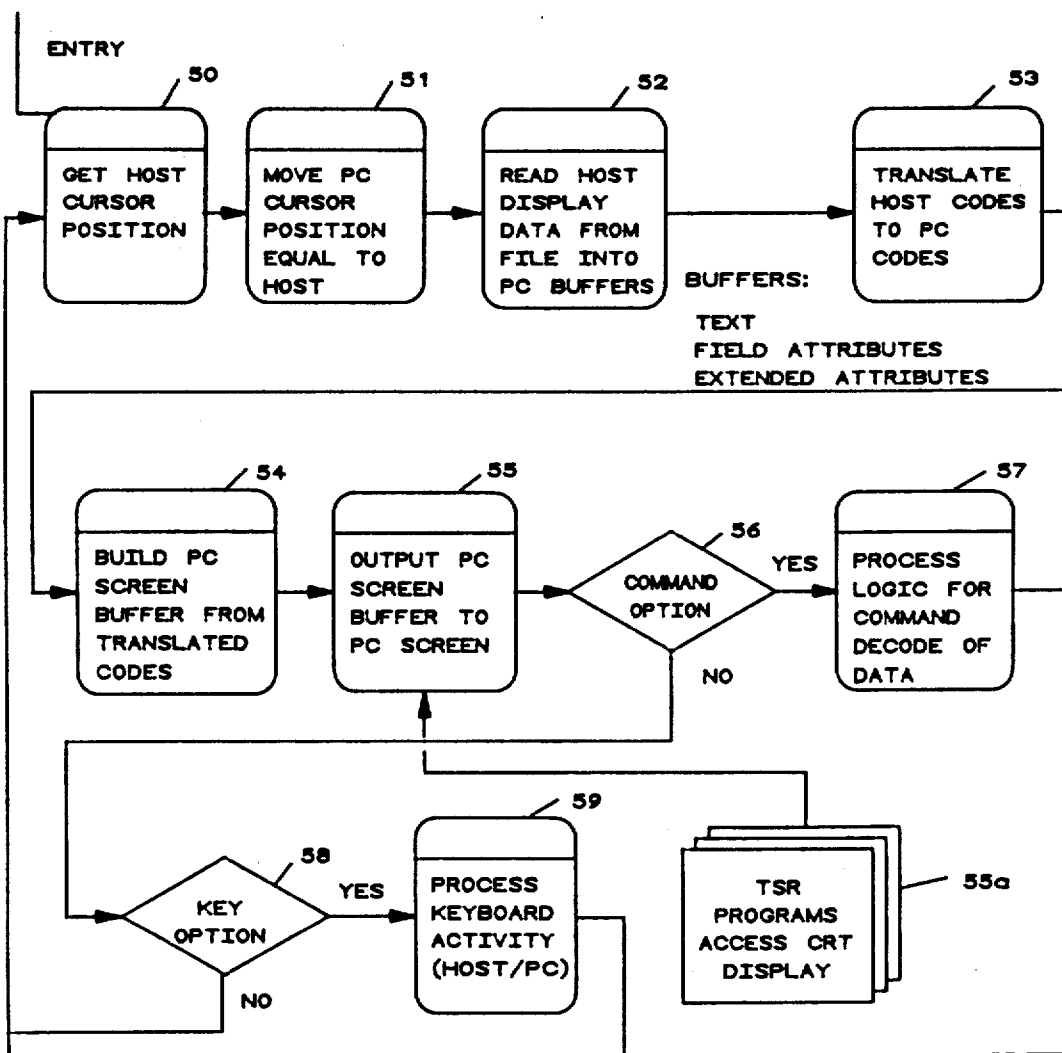 ENTRY
50
51
52
53
GET HOST
CURSOR
POSITION
MOVE PC
CURSOR
POSITION
EQUAL TO
HOST
READ HOST
DISPLAY
DATA FROM
FILE INTO
PC BUFFERS
TRANSLATE
HOST CODES
TO PC
CODES
BUFFERS:
TEXT
FIELD ATTRIBUTES
EXTENDED ATTRIBUTES
54
55
56
57
BUILD PC
SCREEN
BUFFER FROM
TRANSLATED
CODES
OUTPUT PC
SCREEN
BUFFER TO
PC SCREEN
COMMAND
OPTION
YES
NO
PROCESS
LOGIC FOR
COMMAND
DECODE OF
DATA
58
59
55a
KEY
OPTION
YES
NO
PROCESS
KEYBOARD
ACTIVITY
(HOST/PC)
TSR
PROGRAMS
ACCESS CRT
DISPLAY